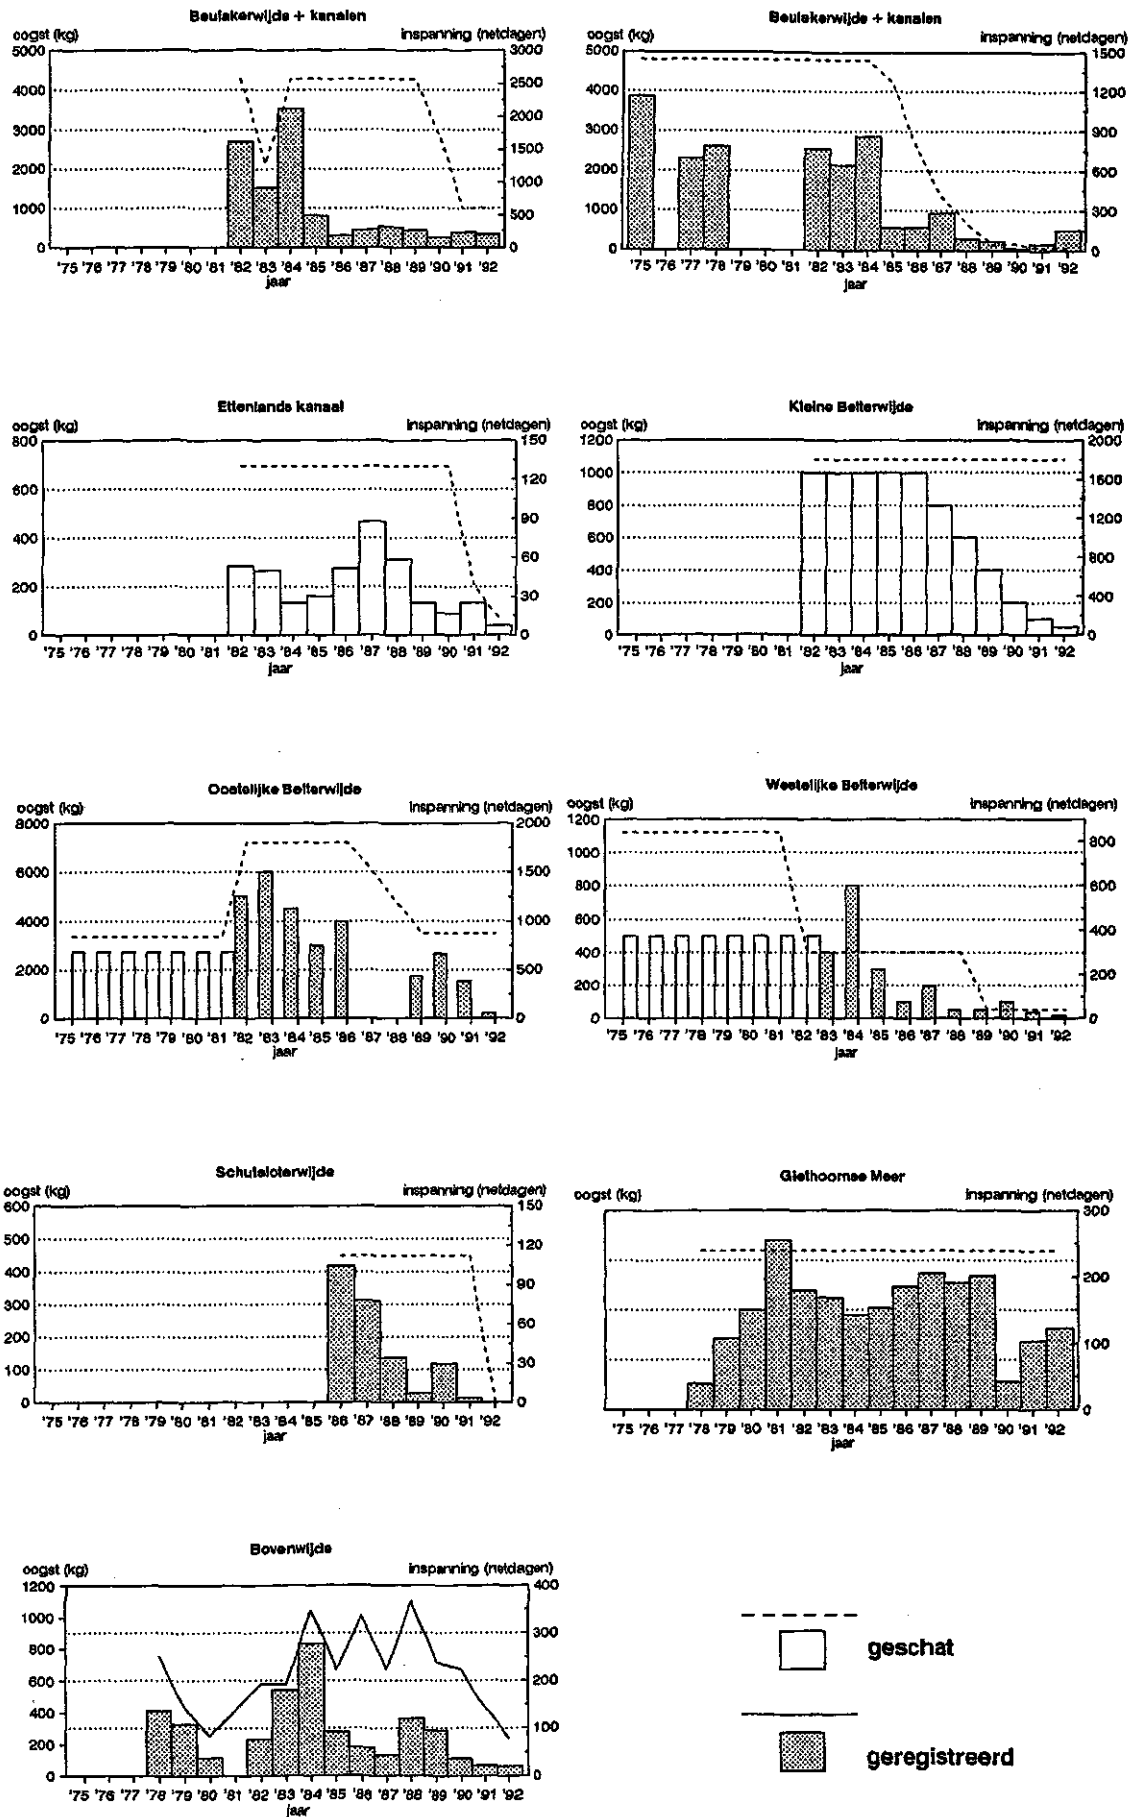 Beulakerwijde + kanalen
oogst (kg) inspanning (netdagen)
5000 3000
4000 2500
3000 2000
2000 1500
1000 1000
0 500
0
'75 '76 '77 '78 '79 '80 '81 '82 '83 '84 '85 '86 '87 '88 '89 '90 '91 '92
jaar
Beulakerwijde + kanalen
oogst (kg) inspanning (netdagen)
5000 1500
4000 1200
3000 900
2000 600
1000 300
0 0
'75 '76 '77 '78 '79 '80 '81 '82 '83 '84 '85 '86 '87 '88 '89 '90 '91 '92
jaar
Ettenlands kanaal
oogst (kg) inspanning (netdagen)
800 150
600 120
400 90
200 60
0 30
0
'75 '76 '77 '78 '79 '80 '81 '82 '83 '84 '85 '86 '87 '88 '89 '90 '91 '92
jaar
Kleine Belterwijde
oogst (kg) inspanning (netdagen)
1200 2000
1000 1600
800 1200
600 800
400 400
200 0
0
'75 '76 '77 '78 '79 '80 '81 '82 '83 '84 '85 '86 '87 '88 '89 '90 '91 '92
jaar
Oostelijke Belterwijde
oogst (kg) inspanning (netdagen)
8000 2000
6000 1500
4000 1000
2000 500
0 0
'75 '76 '77 '78 '79 '80 '81 '82 '83 '84 '85 '86 '87 '88 '89 '90 '91 '92
jaar
Westelijke Belterwijde
oogst (kg) inspanning (netdagen)
1200 800
1000 600
800 400
600 200
400 0
200
0
'75 '76 '77 '78 '79 '80 '81 '82 '83 '84 '85 '86 '87 '88 '89 '90 '91 '92
jaar
Schutsloterwijde
oogst (kg) inspanning (netdagen)
600 150
500 120
400 90
300 60
200 30
100 0
0
'75 '76 '77 '78 '79 '80 '81 '82 '83 '84 '85 '86 '87 '88 '89 '90 '91 '92
jaar
Giethoornse Meer
oogst (kg) inspanning (netdagen)
300
200
100
0
'75 '76 '77 '78 '79 '80 '81 '82 '83 '84 '85 '86 '87 '88 '89 '90 '91 '92
jaar
Bovenwijde
oogst (kg) inspanning (netdagen)
1200 400
1000 300
800 200
600 100
400 0
200
0
'75 '76 '77 '78 '79 '80 '81 '82 '83 '84 '85 '86 '87 '88 '89 '90 '91 '92
jaar
geschat
geregistreerd